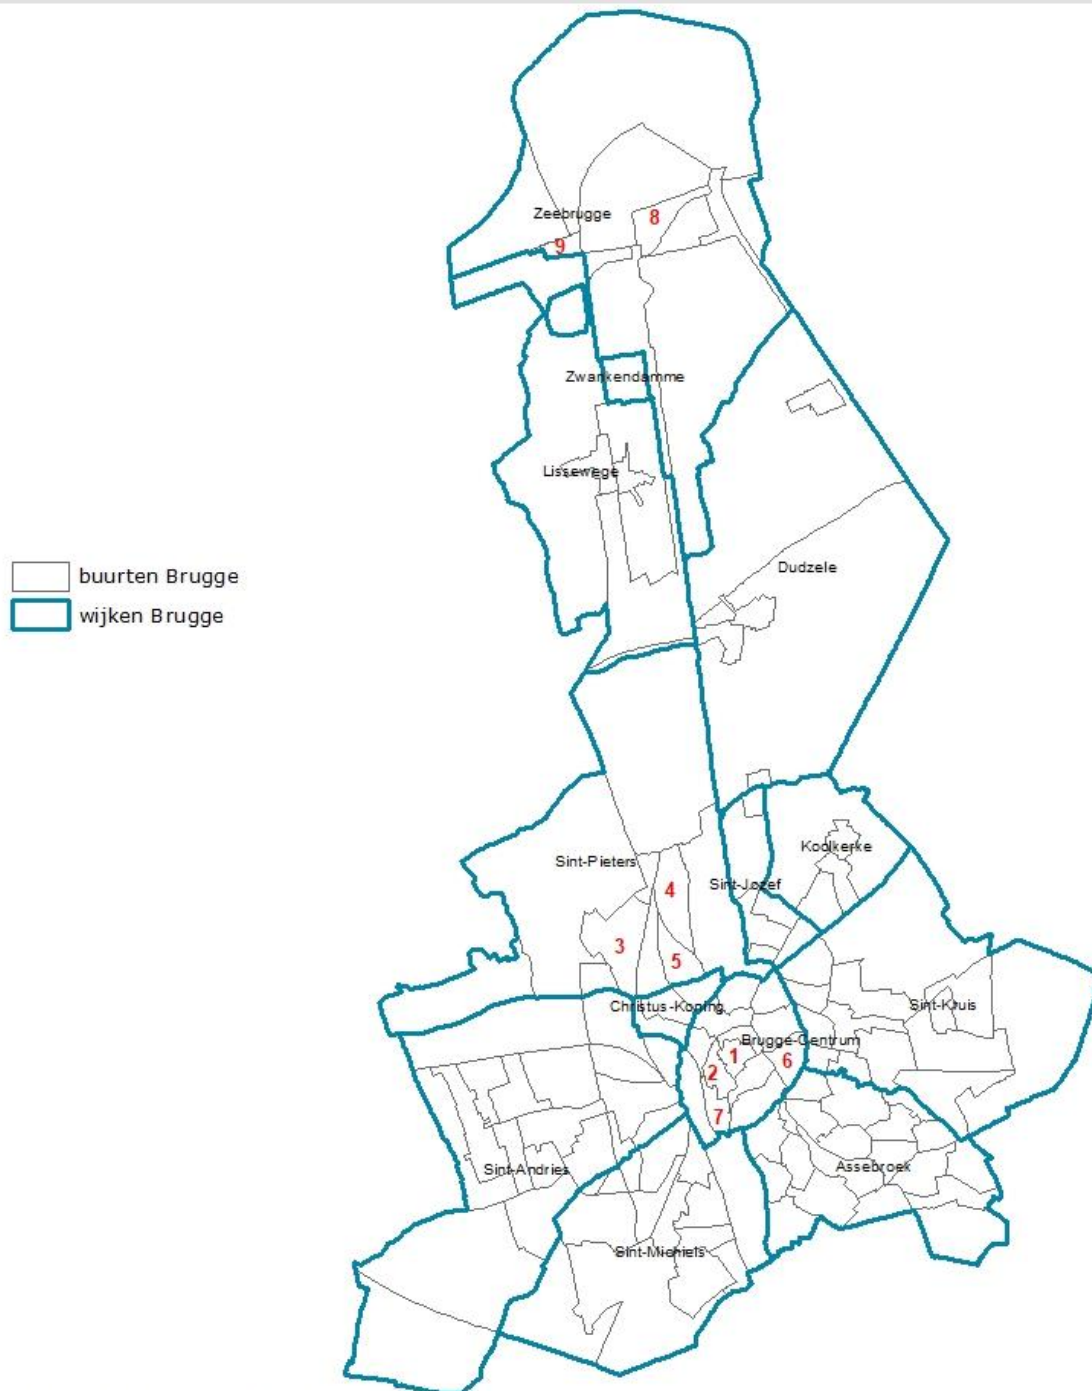 8
Zeebrugge
9
Zwankendamme
Lissewege
buurten Brugge
wijken Brugge
Dudzele
Koolkerke
Sint-Pieters
4
Sint-Jozef
3
5
Christus-Koning
Sint-Kruis
Brugge-Centrum
1
6
2
7
Sint-Andries
Assebroek
Sint-Michiels